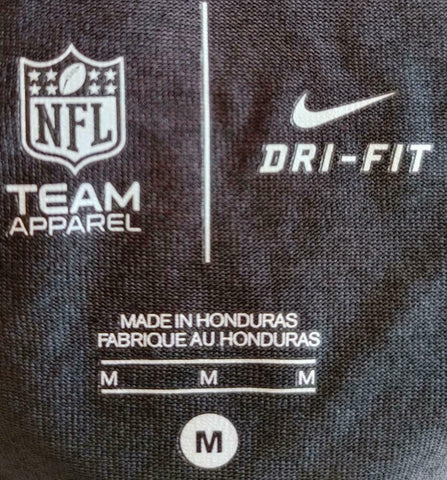 NFL
TEAM
APPAREL
DRI-FIT
MADE IN HONDURAS
FABRIQUE AU HONDURAS
M M M
M